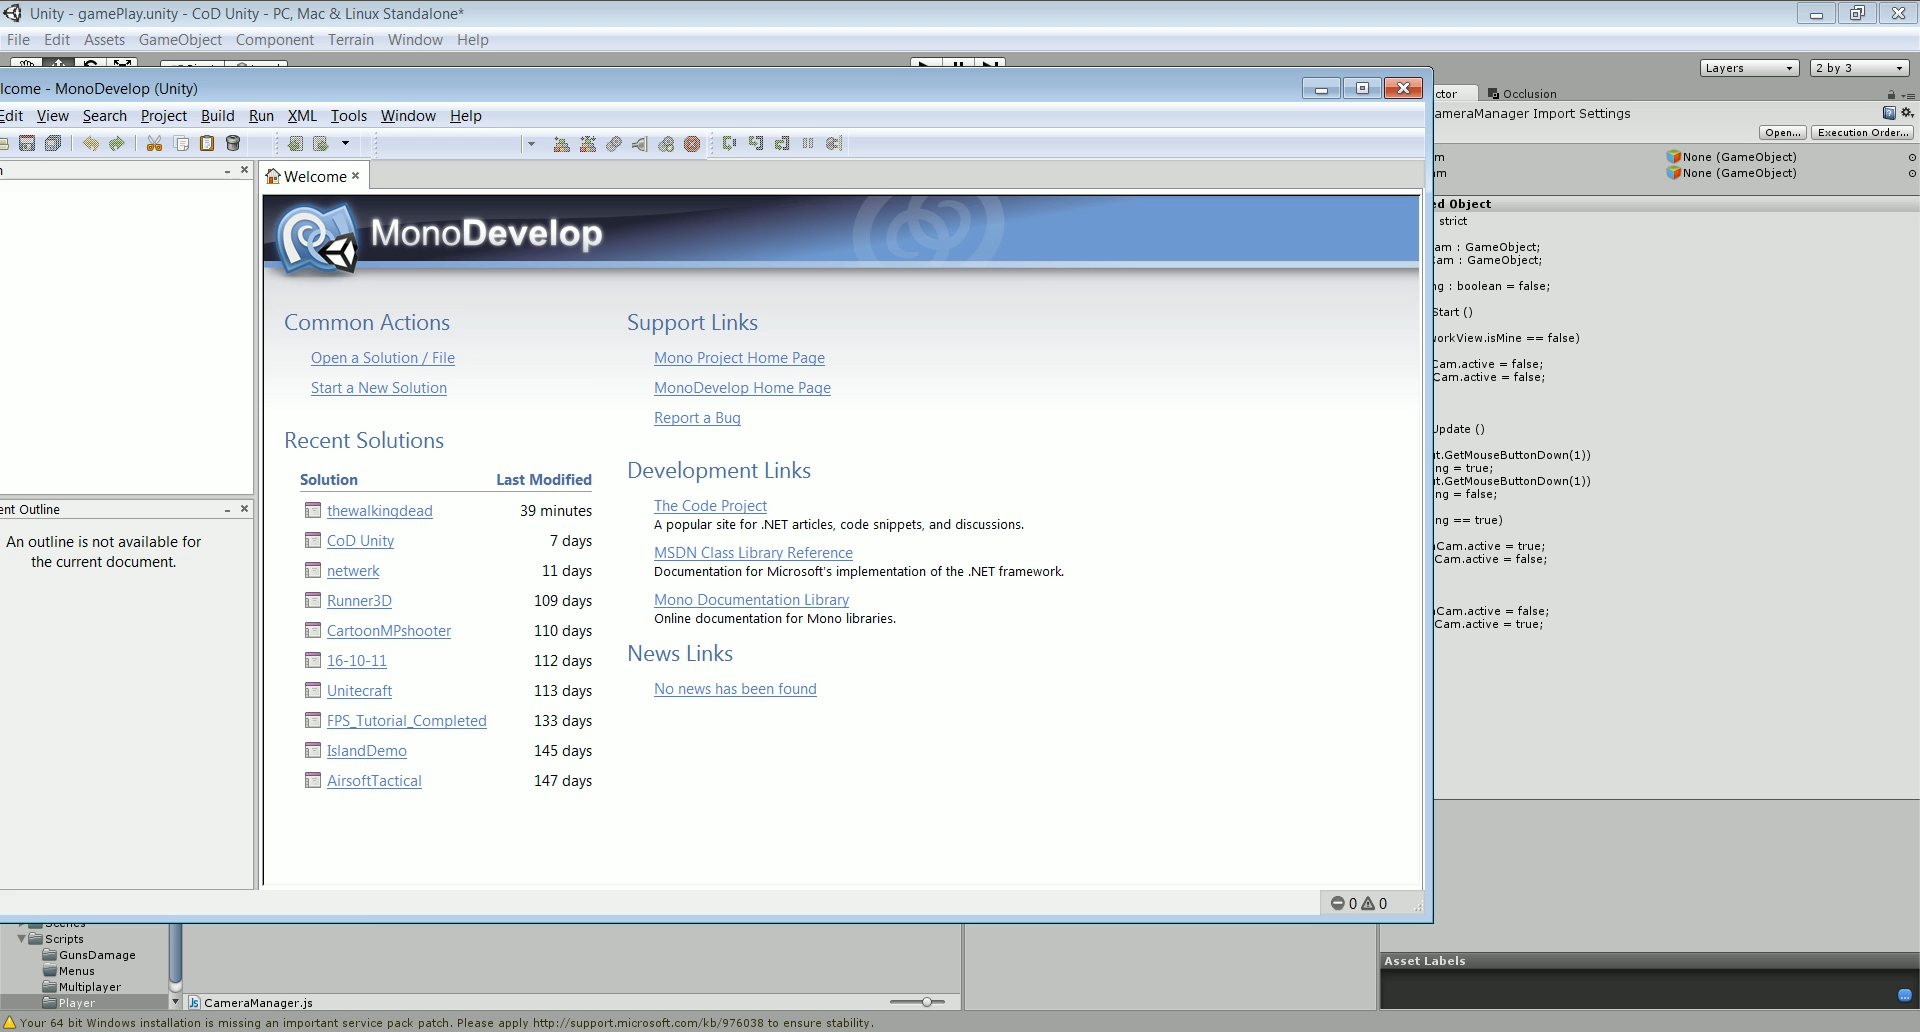 Unity - gamePlay.unity - CoD Unity - PC, Mac & Linux Standalone*
File Edit Assets GameObject Component Terrain Window Help
Layers
2 by 3
lcome - MonoDevelop (Unity)
Edit View Search Project Build Run XML Tools Window Help
Welcome
MonoDevelop
Common Actions
Open a Solution / File
Start a New Solution
Recent Solutions
Solution Last Modified
thewalkingdead 39 minutes
CoD Unity 7 days
netwerk 11 days
Runner3D 109 days
CartoonMPshooter 110 days
16-10-11 112 days
Unitecraft 113 days
FPS_Tutorial_Completed 133 days
IslandDemo 145 days
AirsoftTactical 147 days
Support Links
Mono Project Home Page
MonoDevelop Home Page
Report a Bug
Development Links
The Code Project
A popular site for .NET articles, code snippets, and discussions.
MSDN Class Library Reference
Documentation for Microsoft's implementation of the .NET framework.
Mono Documentation Library
Online documentation for Mono libraries.
News Links
No news has been found
ent Outline
An outline is not available for
the current document.
0 0
ctor Occlusion
ameraManager Import Settings
Open... Execution Order...
m None (GameObject)
am None (GameObject)
ed Object
strict
am : GameObject;
Cam : GameObject;
ng : boolean = false;
Start ()
workView.isMine == false)
Cam.active = false;
Cam.active = false;
Update ()
ut.GetMouseButtonDown(1))
ng = true;
ut.GetMouseButtonDown(1))
ng = false;
ng == true)
Cam.active = true;
Cam.active = false;
Cam.active = false;
Cam.active = true;
Asset Labels
Scenes
Scripts
GunsDamage
Menus
Multiplayer
Player
CameraManager.js
Your 64 bit Windows installation is missing an important service pack patch. Please apply http://support.microsoft.com/kb/976038 to ensure stability.